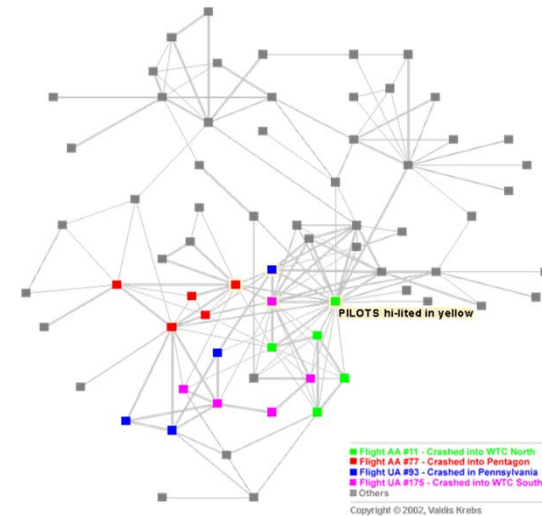 PILOTS hi-lited in yellow
Flight AA #11 - Crashed into WTC North
Flight AA #77 - Crashed into Pentagon
Flight UA #93 - Crashed in Pennsylvania
Flight UA #175 - Crashed into WTC South
Others
Copyright © 2002, Valdis Krebs